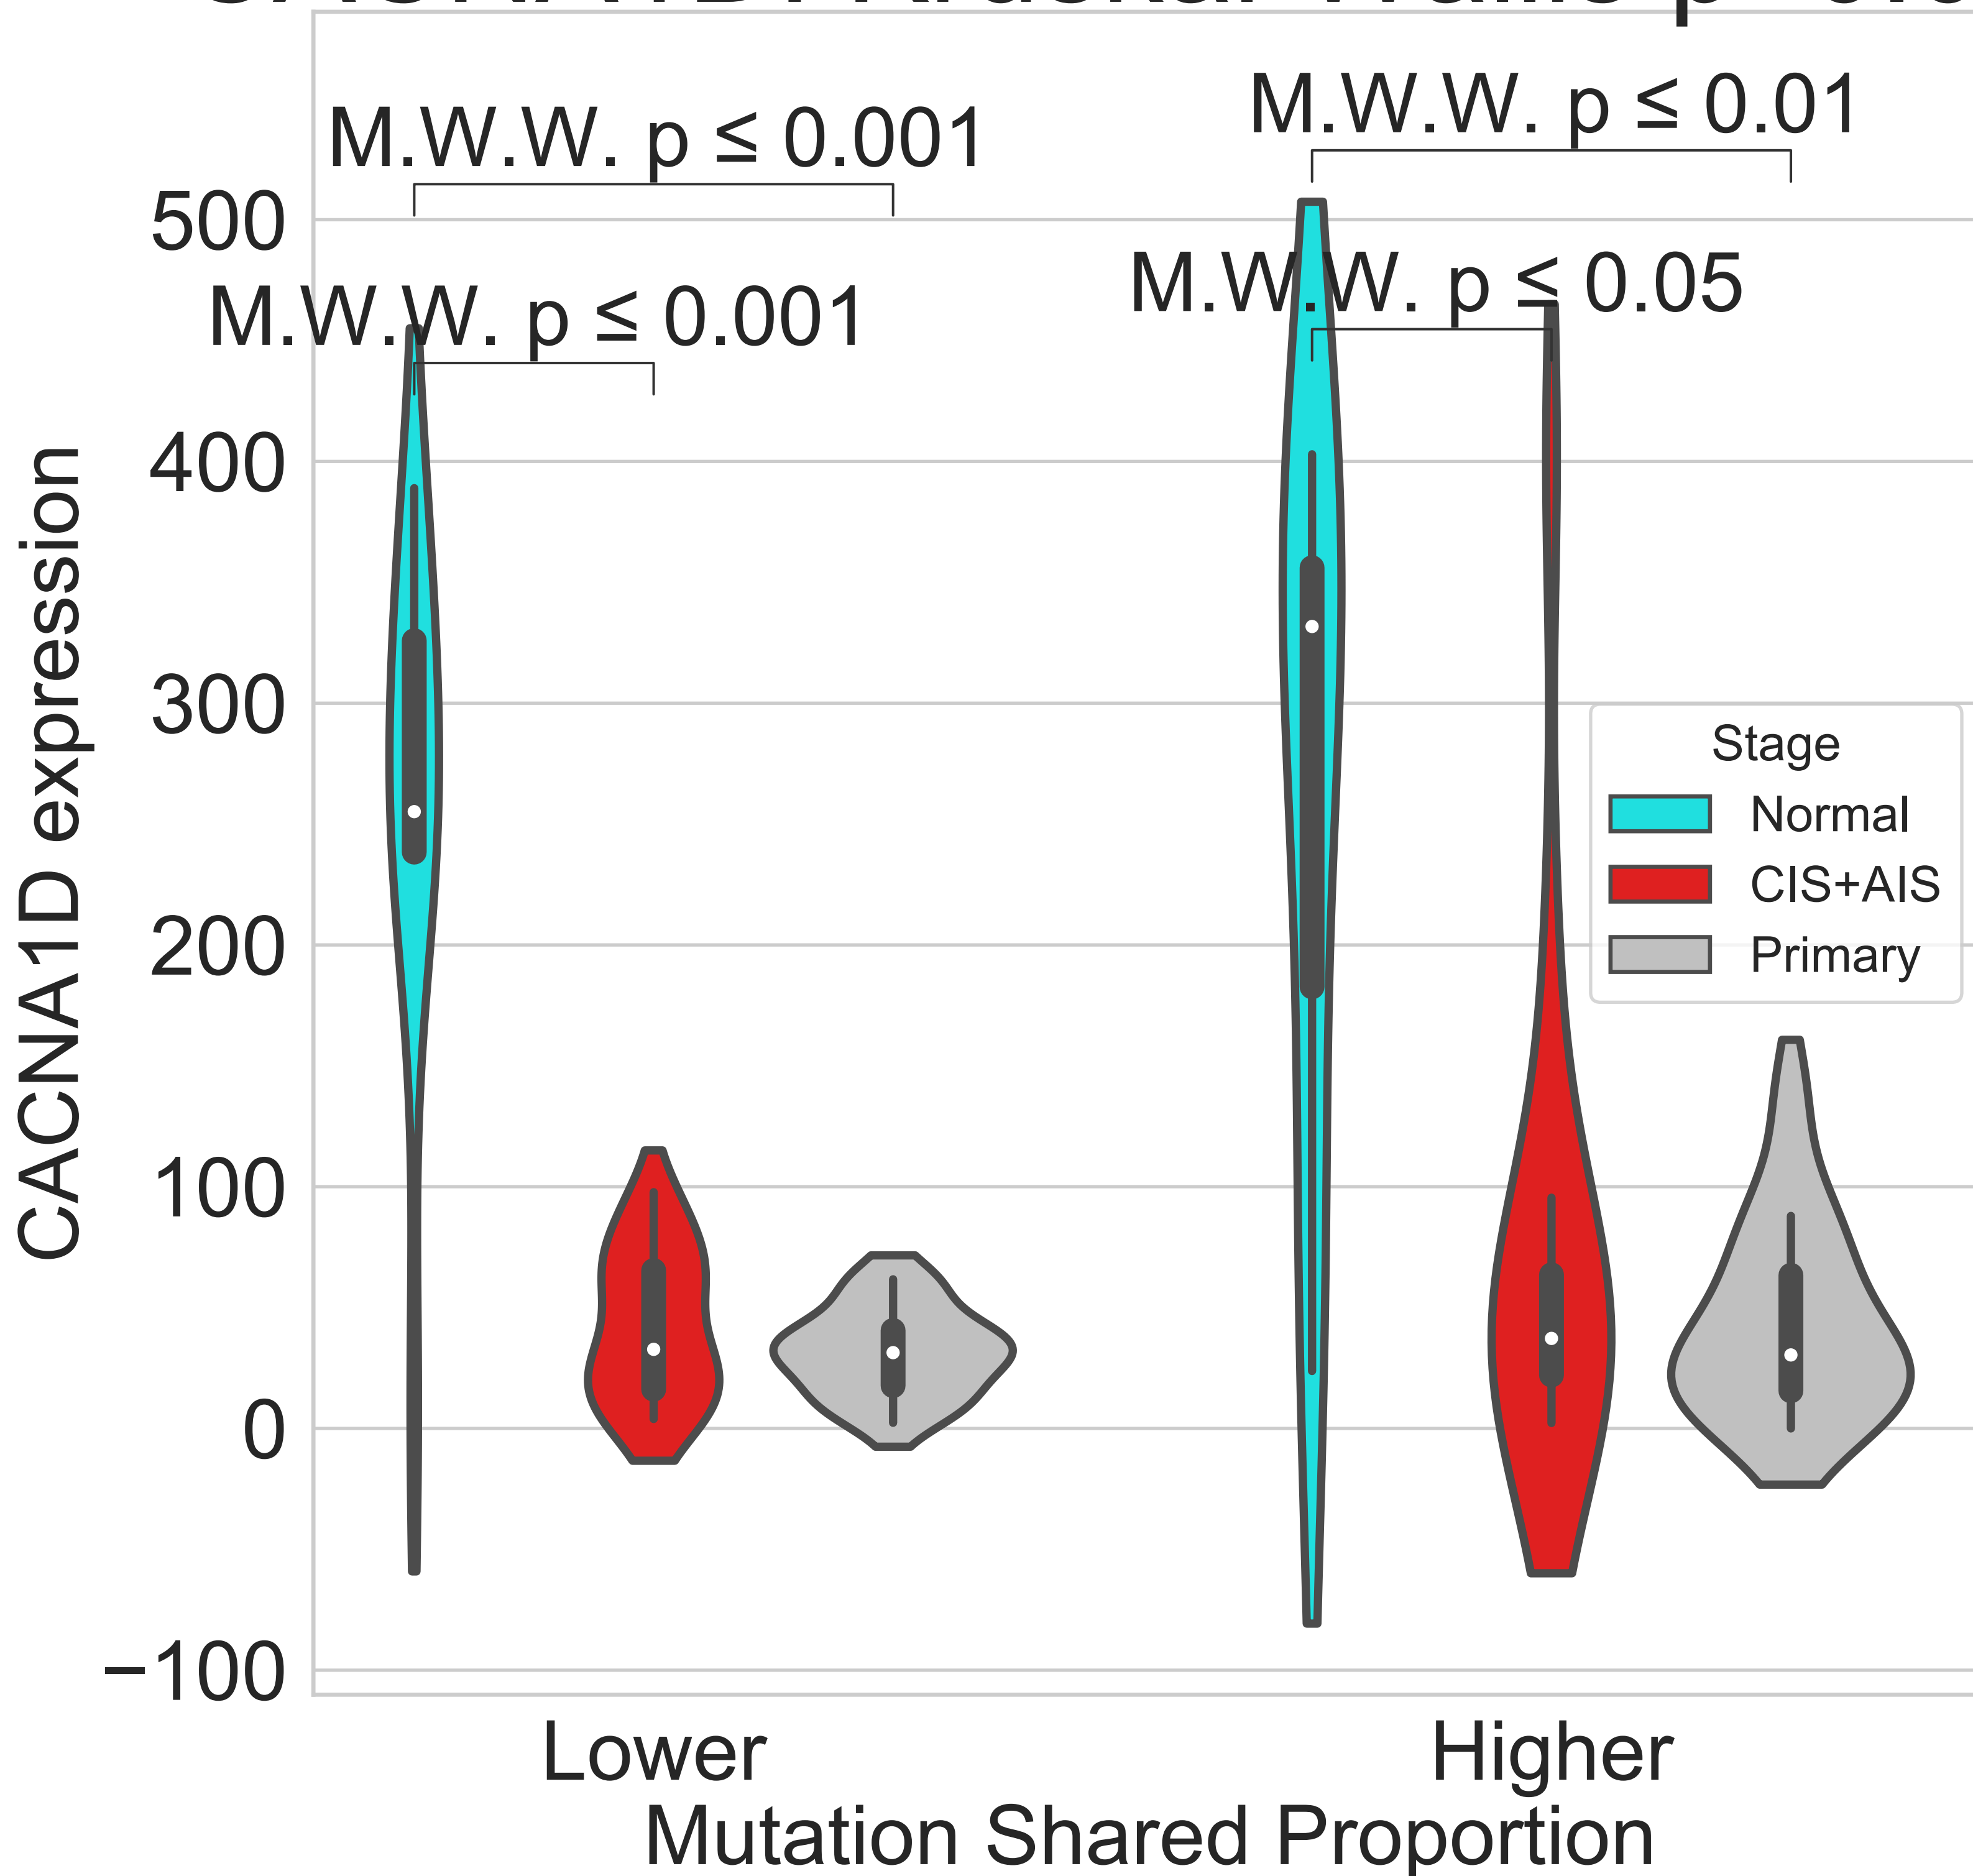 M.W.W. p ≤ 0.01
M.W.W. p ≤ 0.001
500
M.W.W. p ≤ 0.05
M.W.W. p ≤ 0.001
400
300
200
100
0
−100
CACNA1D expression
Stage
Normal
CIS+AIS
Primary
Lower
Higher
Mutation Shared Proportion